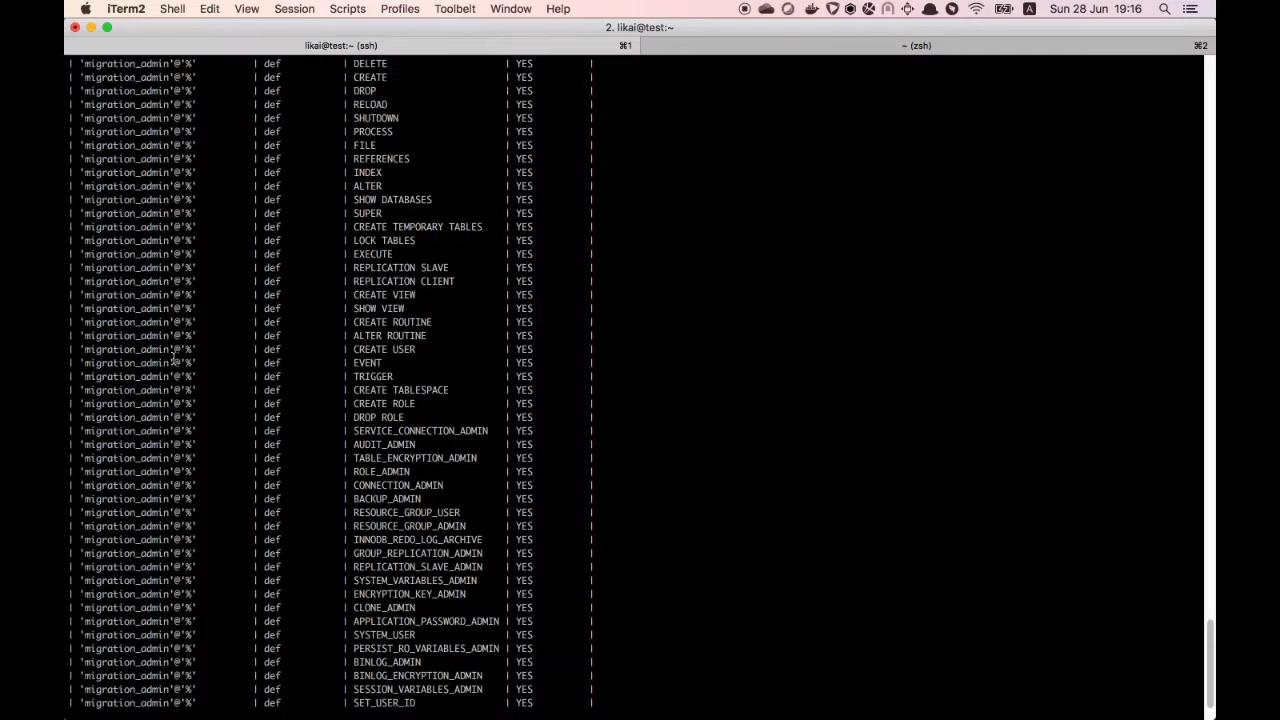 iTerm2 Shell Edit View Session Scripts Profiles Toolbelt Window Help Sun 28 Jun 19:16
2. likai@test:~
likai@test:~ (ssh) ⌘1 ~ (zsh) ⌘2
| 'migration_admin'@'%' | def | DELETE | YES |
| 'migration_admin'@'%' | def | CREATE | YES |
| 'migration_admin'@'%' | def | DROP | YES |
| 'migration_admin'@'%' | def | RELOAD | YES |
| 'migration_admin'@'%' | def | SHUTDOWN | YES |
| 'migration_admin'@'%' | def | PROCESS | YES |
| 'migration_admin'@'%' | def | FILE | YES |
| 'migration_admin'@'%' | def | REFERENCES | YES |
| 'migration_admin'@'%' | def | INDEX | YES |
| 'migration_admin'@'%' | def | ALTER | YES |
| 'migration_admin'@'%' | def | SHOW DATABASES | YES |
| 'migration_admin'@'%' | def | SUPER | YES |
| 'migration_admin'@'%' | def | CREATE TEMPORARY TABLES | YES |
| 'migration_admin'@'%' | def | LOCK TABLES | YES |
| 'migration_admin'@'%' | def | EXECUTE | YES |
| 'migration_admin'@'%' | def | REPLICATION SLAVE | YES |
| 'migration_admin'@'%' | def | REPLICATION CLIENT | YES |
| 'migration_admin'@'%' | def | CREATE VIEW | YES |
| 'migration_admin'@'%' | def | SHOW VIEW | YES |
| 'migration_admin'@'%' | def | CREATE ROUTINE | YES |
| 'migration_admin'@'%' | def | ALTER ROUTINE | YES |
| 'migration_admin'@'%' | def | CREATE USER | YES |
| 'migration_admin'@'%' | def | EVENT | YES |
| 'migration_admin'@'%' | def | TRIGGER | YES |
| 'migration_admin'@'%' | def | CREATE TABLESPACE | YES |
| 'migration_admin'@'%' | def | CREATE ROLE | YES |
| 'migration_admin'@'%' | def | DROP ROLE | YES |
| 'migration_admin'@'%' | def | SERVICE_CONNECTION_ADMIN | YES |
| 'migration_admin'@'%' | def | AUDIT_ADMIN | YES |
| 'migration_admin'@'%' | def | TABLE_ENCRYPTION_ADMIN | YES |
| 'migration_admin'@'%' | def | ROLE_ADMIN | YES |
| 'migration_admin'@'%' | def | CONNECTION_ADMIN | YES |
| 'migration_admin'@'%' | def | BACKUP_ADMIN | YES |
| 'migration_admin'@'%' | def | RESOURCE_GROUP_USER | YES |
| 'migration_admin'@'%' | def | RESOURCE_GROUP_ADMIN | YES |
| 'migration_admin'@'%' | def | INNODB_REDO_LOG_ARCHIVE | YES |
| 'migration_admin'@'%' | def | GROUP_REPLICATION_ADMIN | YES |
| 'migration_admin'@'%' | def | REPLICATION_SLAVE_ADMIN | YES |
| 'migration_admin'@'%' | def | SYSTEM_VARIABLES_ADMIN | YES |
| 'migration_admin'@'%' | def | ENCRYPTION_KEY_ADMIN | YES |
| 'migration_admin'@'%' | def | CLONE_ADMIN | YES |
| 'migration_admin'@'%' | def | APPLICATION_PASSWORD_ADMIN | YES |
| 'migration_admin'@'%' | def | SYSTEM_USER | YES |
| 'migration_admin'@'%' | def | PERSIST_RO_VARIABLES_ADMIN | YES |
| 'migration_admin'@'%' | def | BINLOG_ADMIN | YES |
| 'migration_admin'@'%' | def | BINLOG_ENCRYPTION_ADMIN | YES |
| 'migration_admin'@'%' | def | SESSION_VARIABLES_ADMIN | YES |
| 'migration_admin'@'%' | def | SET_USER_ID | YES |